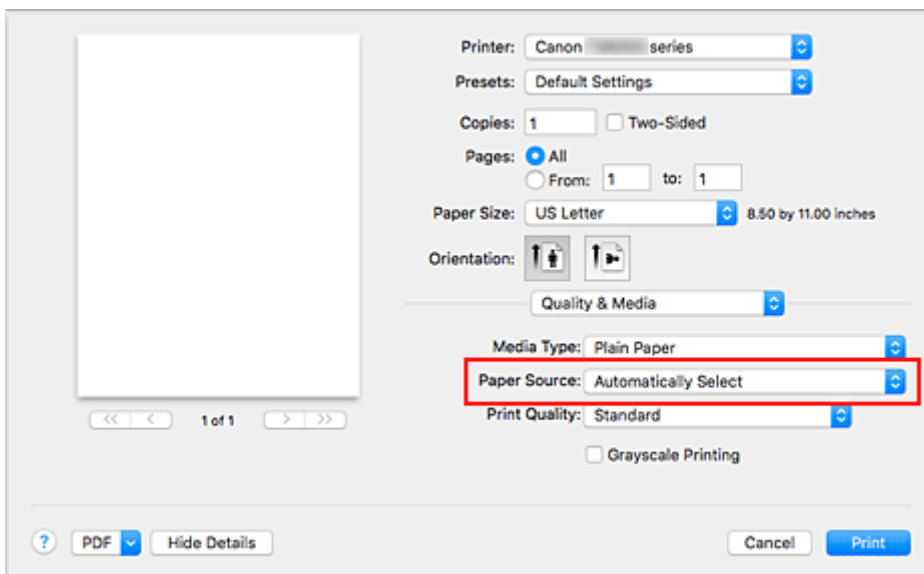 Printer: Canon series
Presets: Default Settings
Copies: 1 Two-Sided
Pages: All
From: 1 to: 1
Paper Size: US Letter 8.50 by 11.00 inches
Orientation:
Quality & Media
Media Type: Plain Paper
Paper Source: Automatically Select
Print Quality: Standard
Grayscale Printing
1 of 1
? PDF Hide Details Cancel Print